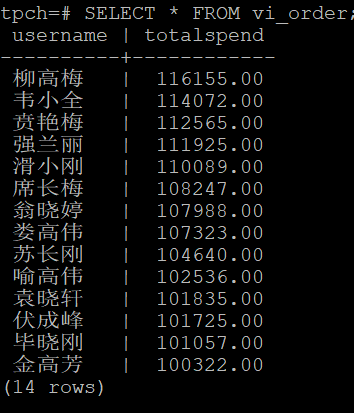 tpch=# SELECT * FROM vi_order;
username | totalspend
----------+------------
柳高梅 | 116155.00
韦小全 | 114072.00
贲艳梅 | 112565.00
强兰丽 | 111925.00
滑小刚 | 110089.00
席长梅 | 108247.00
翁晓婷 | 107988.00
娄高伟 | 107323.00
苏长刚 | 104640.00
喻高伟 | 102536.00
袁晓轩 | 101835.00
伏成峰 | 101725.00
毕晓刚 | 101057.00
金高芳 | 100322.00
(14 rows)